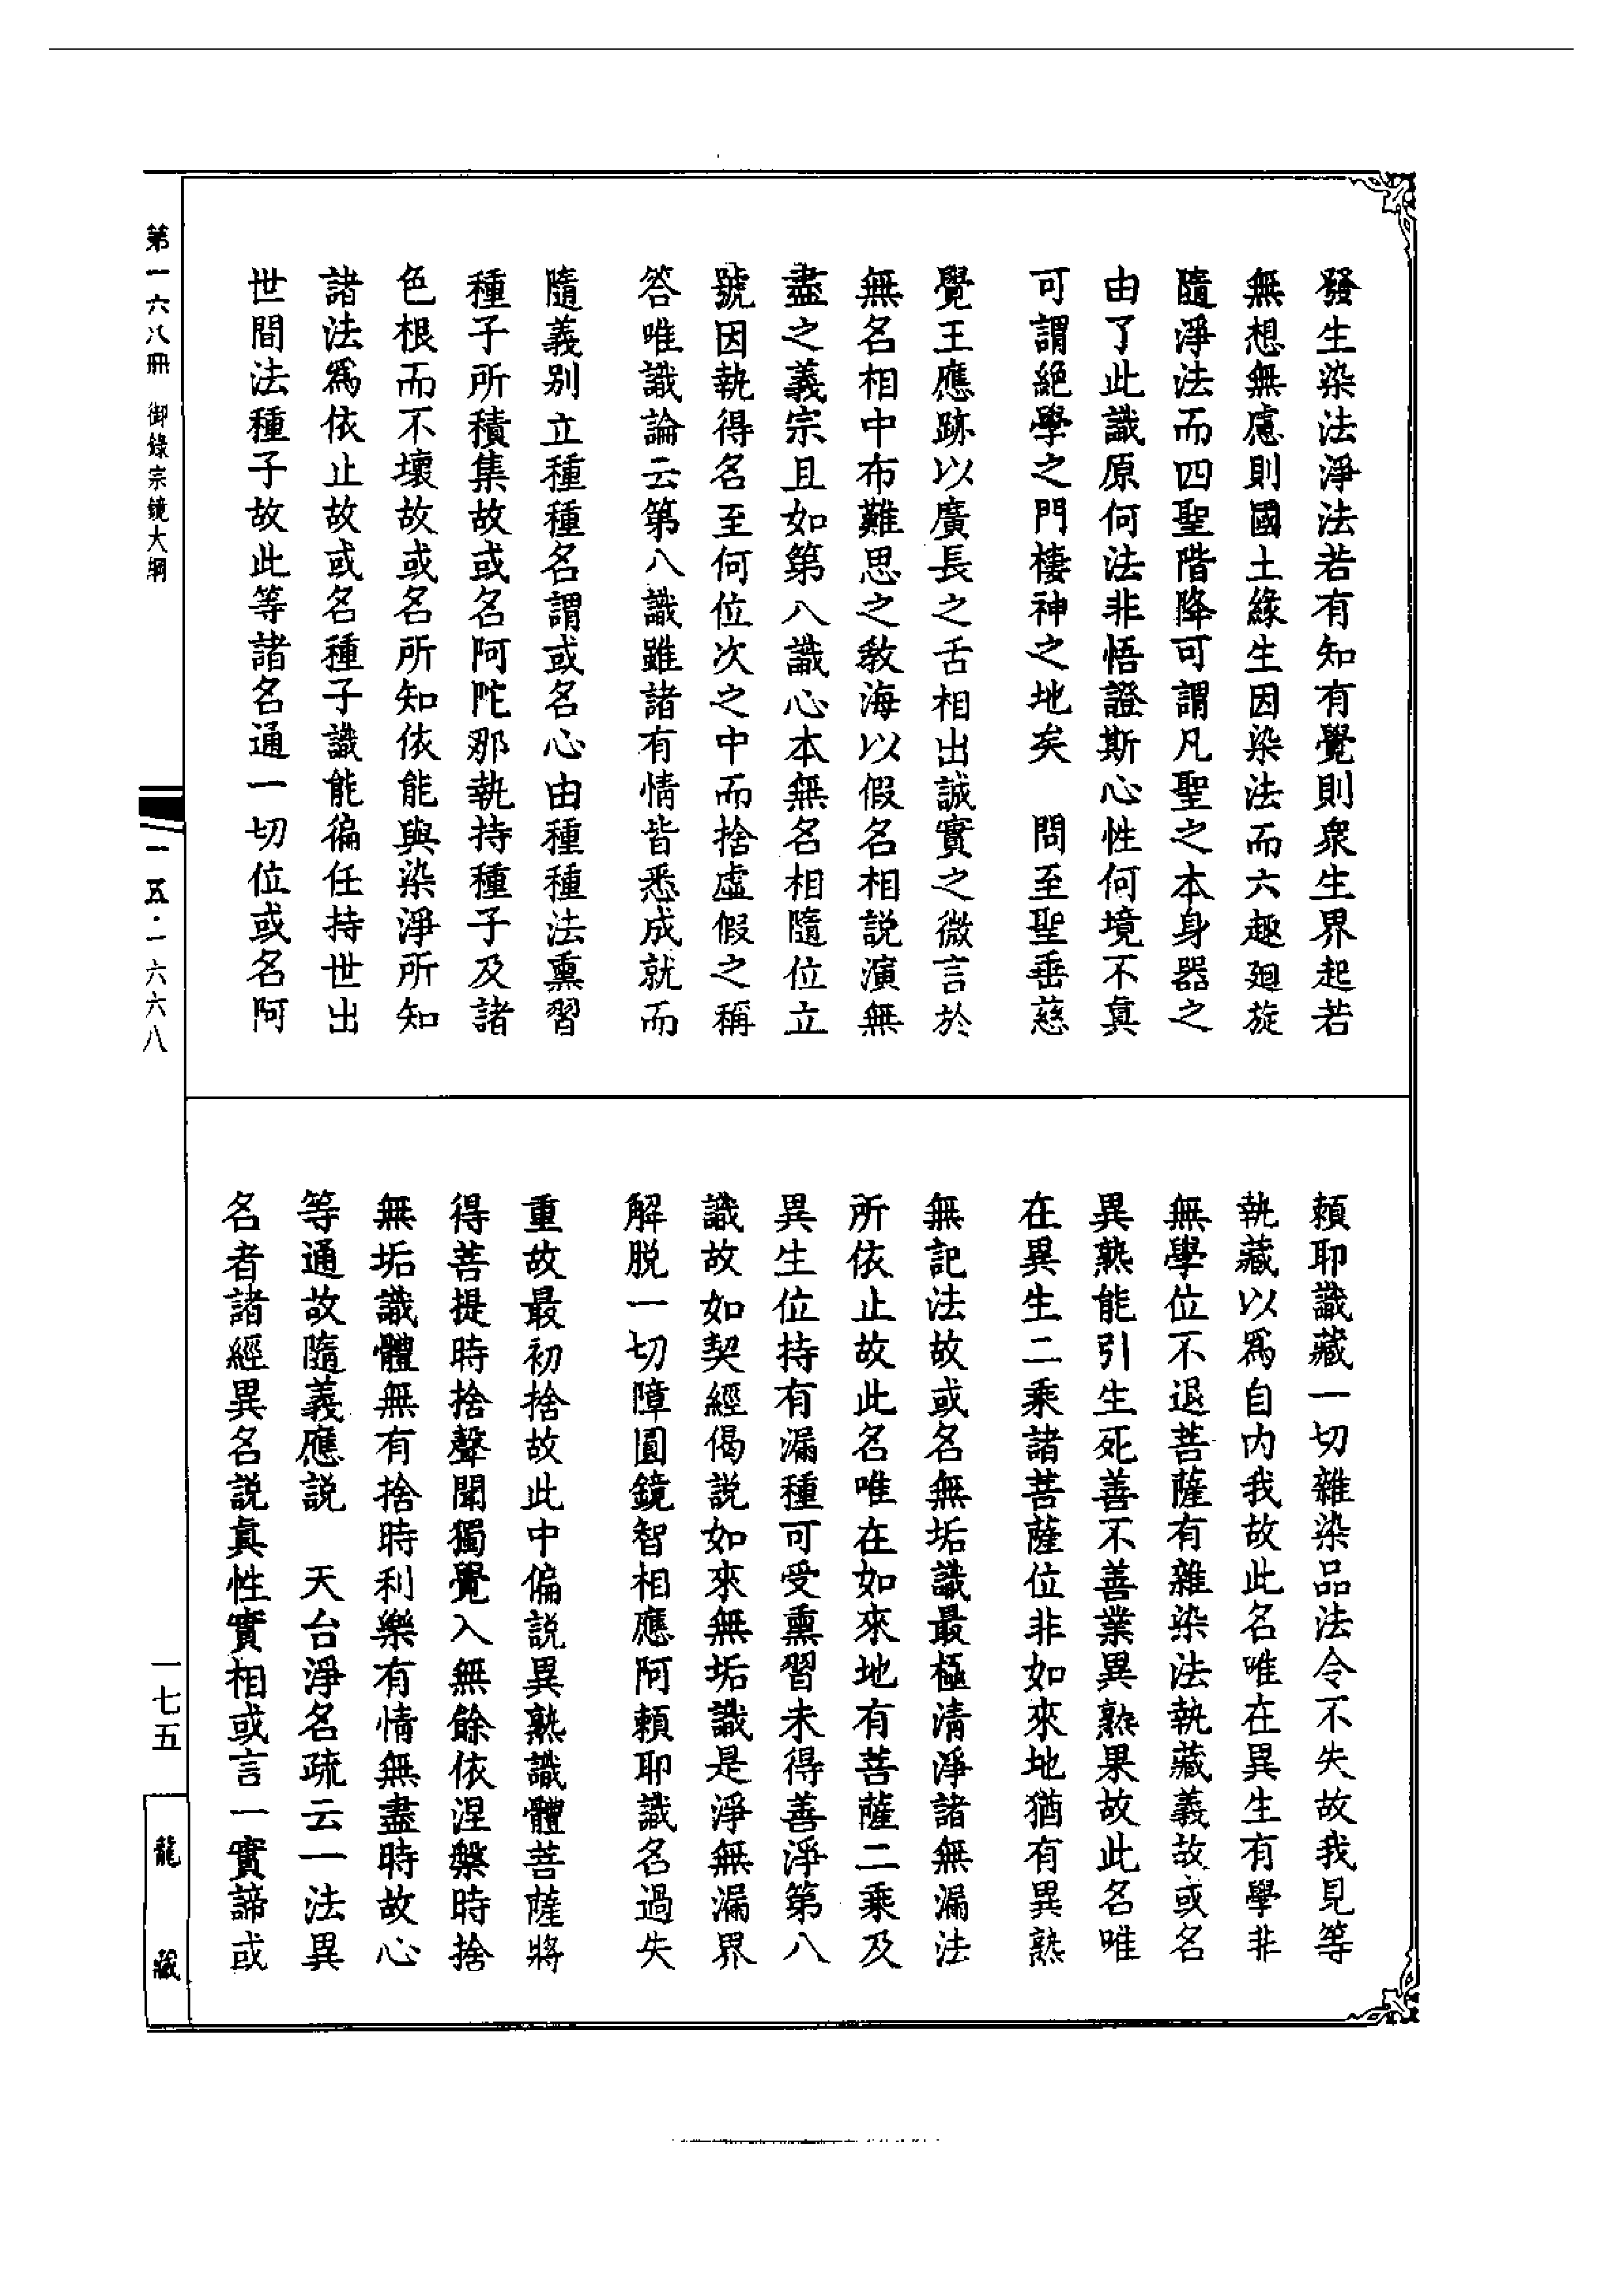 發生染法淨法若有知有覺則衆生界起若
無想無慮則國土緣生因染法而六趣廻旋
隨淨法而四聖階降可謂凡聖之本身器之
由了此識原何法非悟證斯心性何境不眞
可謂絕學之門棲神之地矣　問至聖垂慈
覺王應跡以廣長之舌相出誠實之微言於
無名相中布難思之教海以假名相説演無
盡之義宗且如第八識心本無名相隨位立
號因執得名至何位次之中而捨虛假之稱
答唯識論云第八識雖諸有情皆悉成就而
隨義別立種種名謂或名心由種種法熏習
種子所積集故或名阿陀那執持種子及諸
色根而不壞故或名所知依能與染淨所知
諸法爲依止故或名種子識能徧任持世出
世間法種子故此等諸名通一切位或名阿
賴耶識藏一切雜染品法令不失故我見等
執藏以爲自内我故此名唯在異生有學非
無學位不退菩薩有雜染法執藏義故或名
異熟能引生死善不善業異熟果故此名唯
在異生二乘諸菩薩位非如來地猶有異熟
無記法故或名無垢識最極清淨諸無漏法
所依止故此名唯在如來地有菩薩二乘及
異生位持有漏種可受熏習未得善淨第八
識故如契經偈説如來無垢識是淨無漏界
解脱一切障圓鏡智相應阿賴耶識名過失
重故最初捨故此中偏説異熟識體菩薩將
得菩提時捨聲聞獨覺入無餘依涅槃時捨
無垢識體無有捨時利樂有情無盡時故心
等通故隨義應説　天台淨名疏云一法異
名者諸經異名説眞性實相或言一實諦或
第一六八冊　御錄宗鏡大綱
一五·一六六八
一七五
龍藏